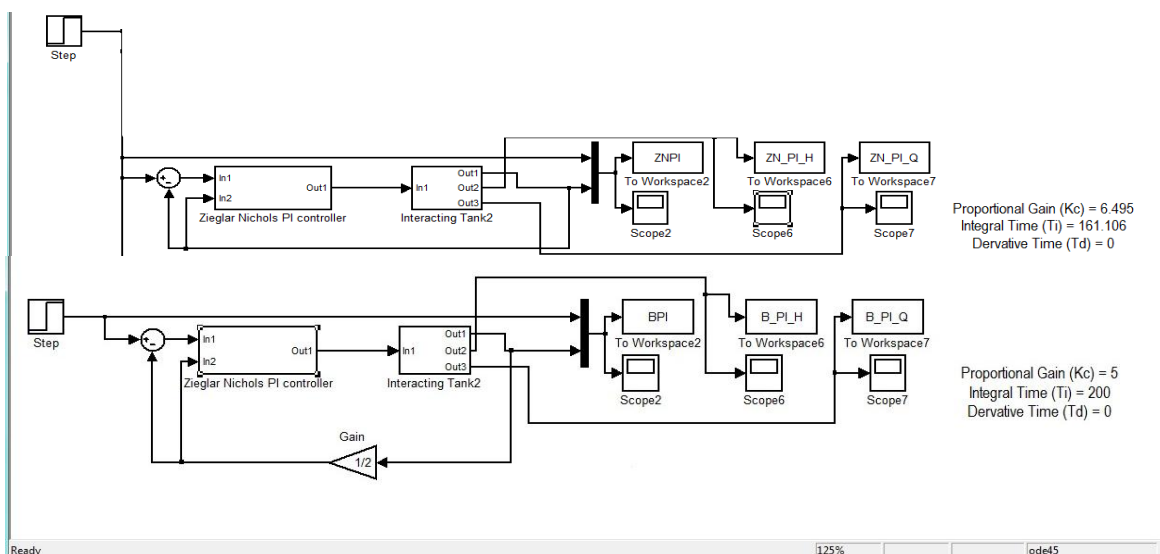 Step
In1
In2
Out1
Zieglar Nichols PI controller
In1
Out1
Out2
Out3
Interacting Tank2
ZNPI
To Workspace2
Scope2
ZN_PI_H
To Workspace6
Scope6
ZN_PI_Q
To Workspace7
Scope7
Proportional Gain (Kc) = 6.495
Integral Time (Ti) = 161.106
Dervative Time (Td) = 0
Step
In1
In2
Out1
Zieglar Nichols PI controller
In1
Out1
Out2
Out3
Interacting Tank2
BPI
To Workspace2
Scope2
B_PI_H
To Workspace6
Scope6
B_PI_Q
To Workspace7
Scope7
Proportional Gain (Kc) = 5
Integral Time (Ti) = 200
Dervative Time (Td) = 0
Gain
1/2
Ready
125%
ode45